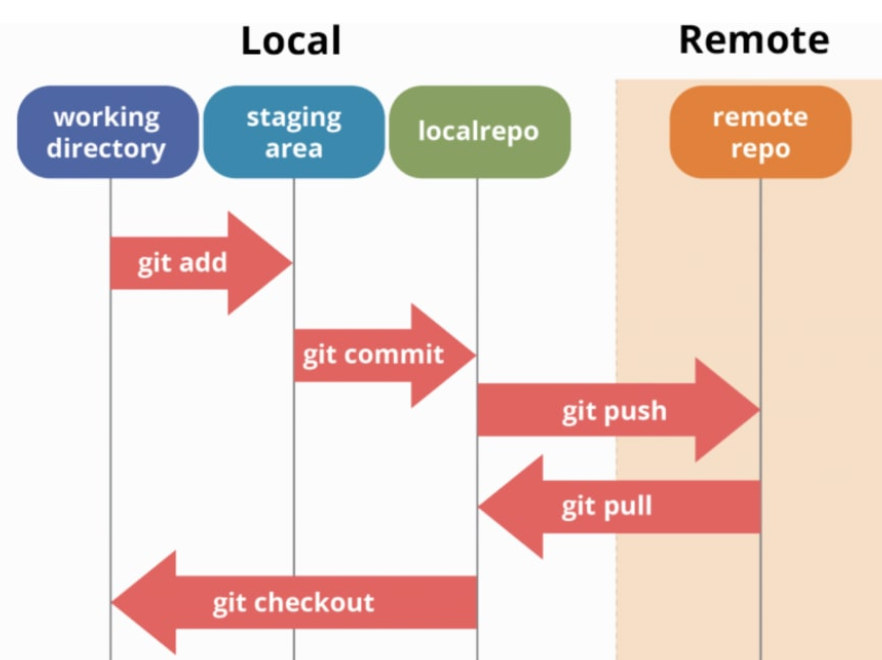 Local
Remote
working
directory
staging
area
localrepo
remote
repo
git add
git commit
git push
git pull
git checkout